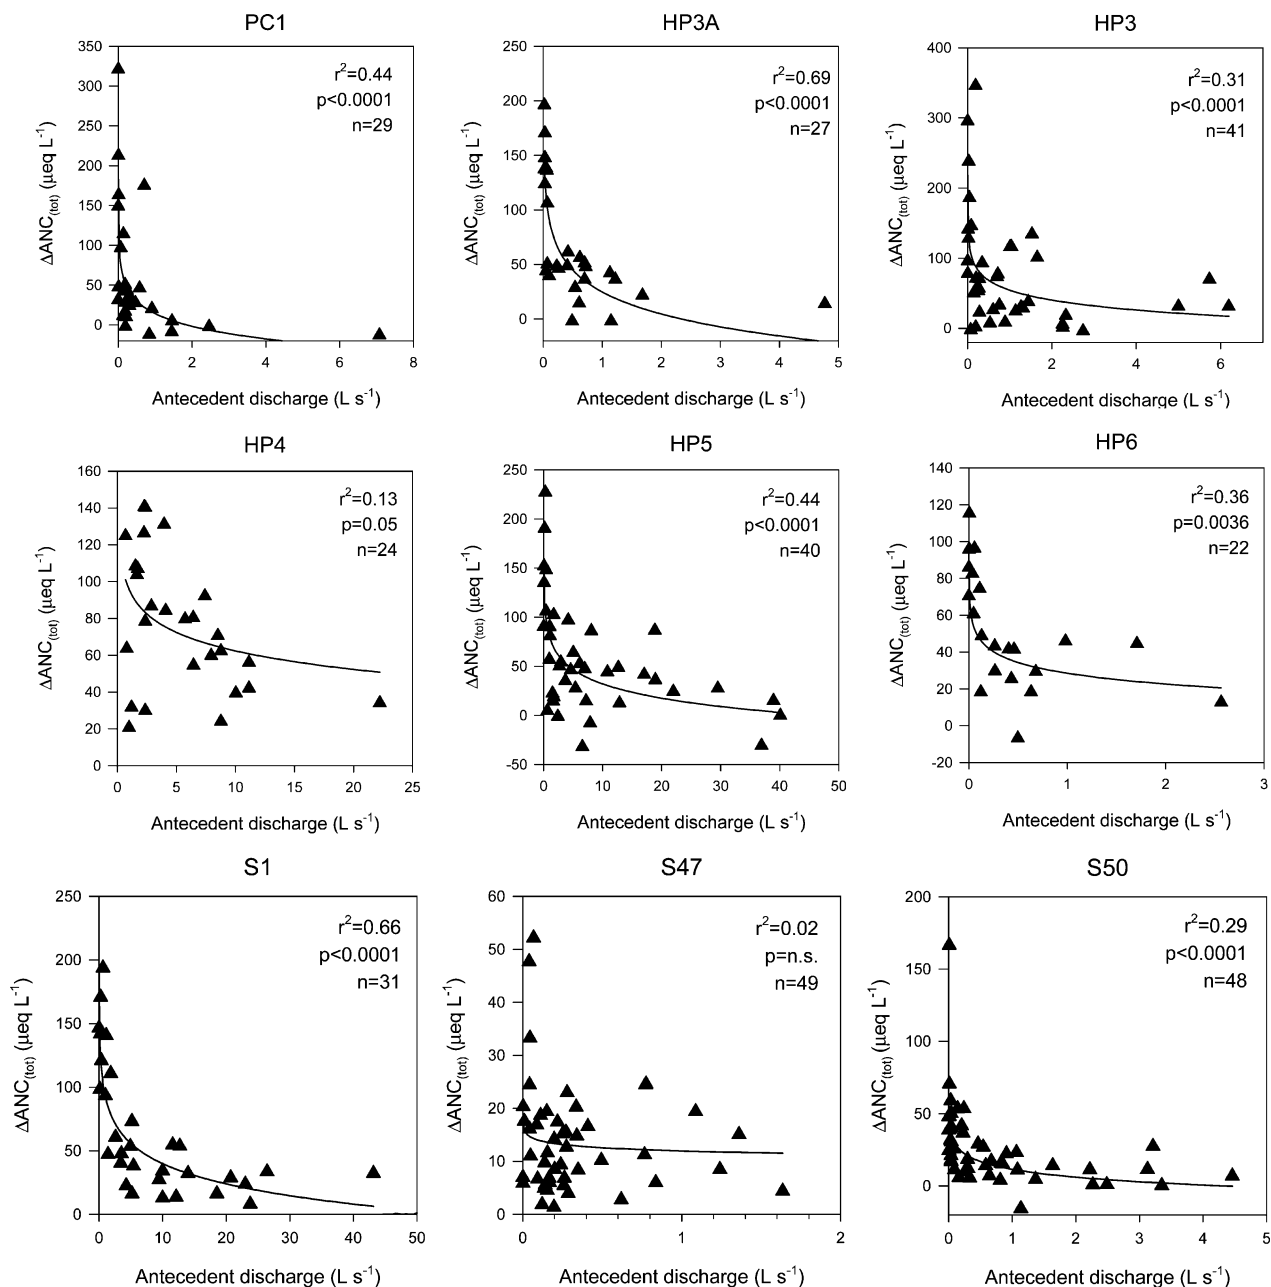 PC1
350
300
250
200
150
100
50
0
ΔANC(tot) (µeq L-1)
r2=0.44
p<0.0001
n=29
0 2 4 6 8
Antecedent discharge (L s-1)
HP3A
250
200
150
100
50
0
ΔANC(tot) (µeq L-1)
r2=0.69
p<0.0001
n=27
0 1 2 3 4 5
Antecedent discharge (L s-1)
HP3
400
300
200
100
0
ΔANC(tot) (µeq L-1)
r2=0.31
p<0.0001
n=41
0 2 4 6
Antecedent discharge (L s-1)
HP4
160
140
120
100
80
60
40
20
0
ΔANC(tot) (µeq L-1)
r2=0.13
p=0.05
n=24
0 5 10 15 20 25
Antecedent discharge (L s-1)
HP5
250
200
150
100
50
0
-50
ΔANC(tot) (µeq L-1)
r2=0.44
p<0.0001
n=40
0 10 20 30 40 50
Antecedent discharge (L s-1)
HP6
140
120
100
80
60
40
20
0
-20
ΔANC(tot) (µeq L-1)
r2=0.36
p=0.0036
n=22
0 1 2 3
Antecedent discharge (L s-1)
S1
250
200
150
100
50
0
ΔANC(tot) (µeq L-1)
r2=0.66
p<0.0001
n=31
0 10 20 30 40 50
Antecedent discharge (L s-1)
S47
60
50
40
30
20
10
0
ΔANC(tot) (µeq L-1)
r2=0.02
p=n.s.
n=49
0 1 2
Antecedent discharge (L s-1)
S50
200
150
100
50
0
ΔANC(tot) (µeq L-1)
r2=0.29
p<0.0001
n=48
0 1 2 3 4 5
Antecedent discharge (L s-1)